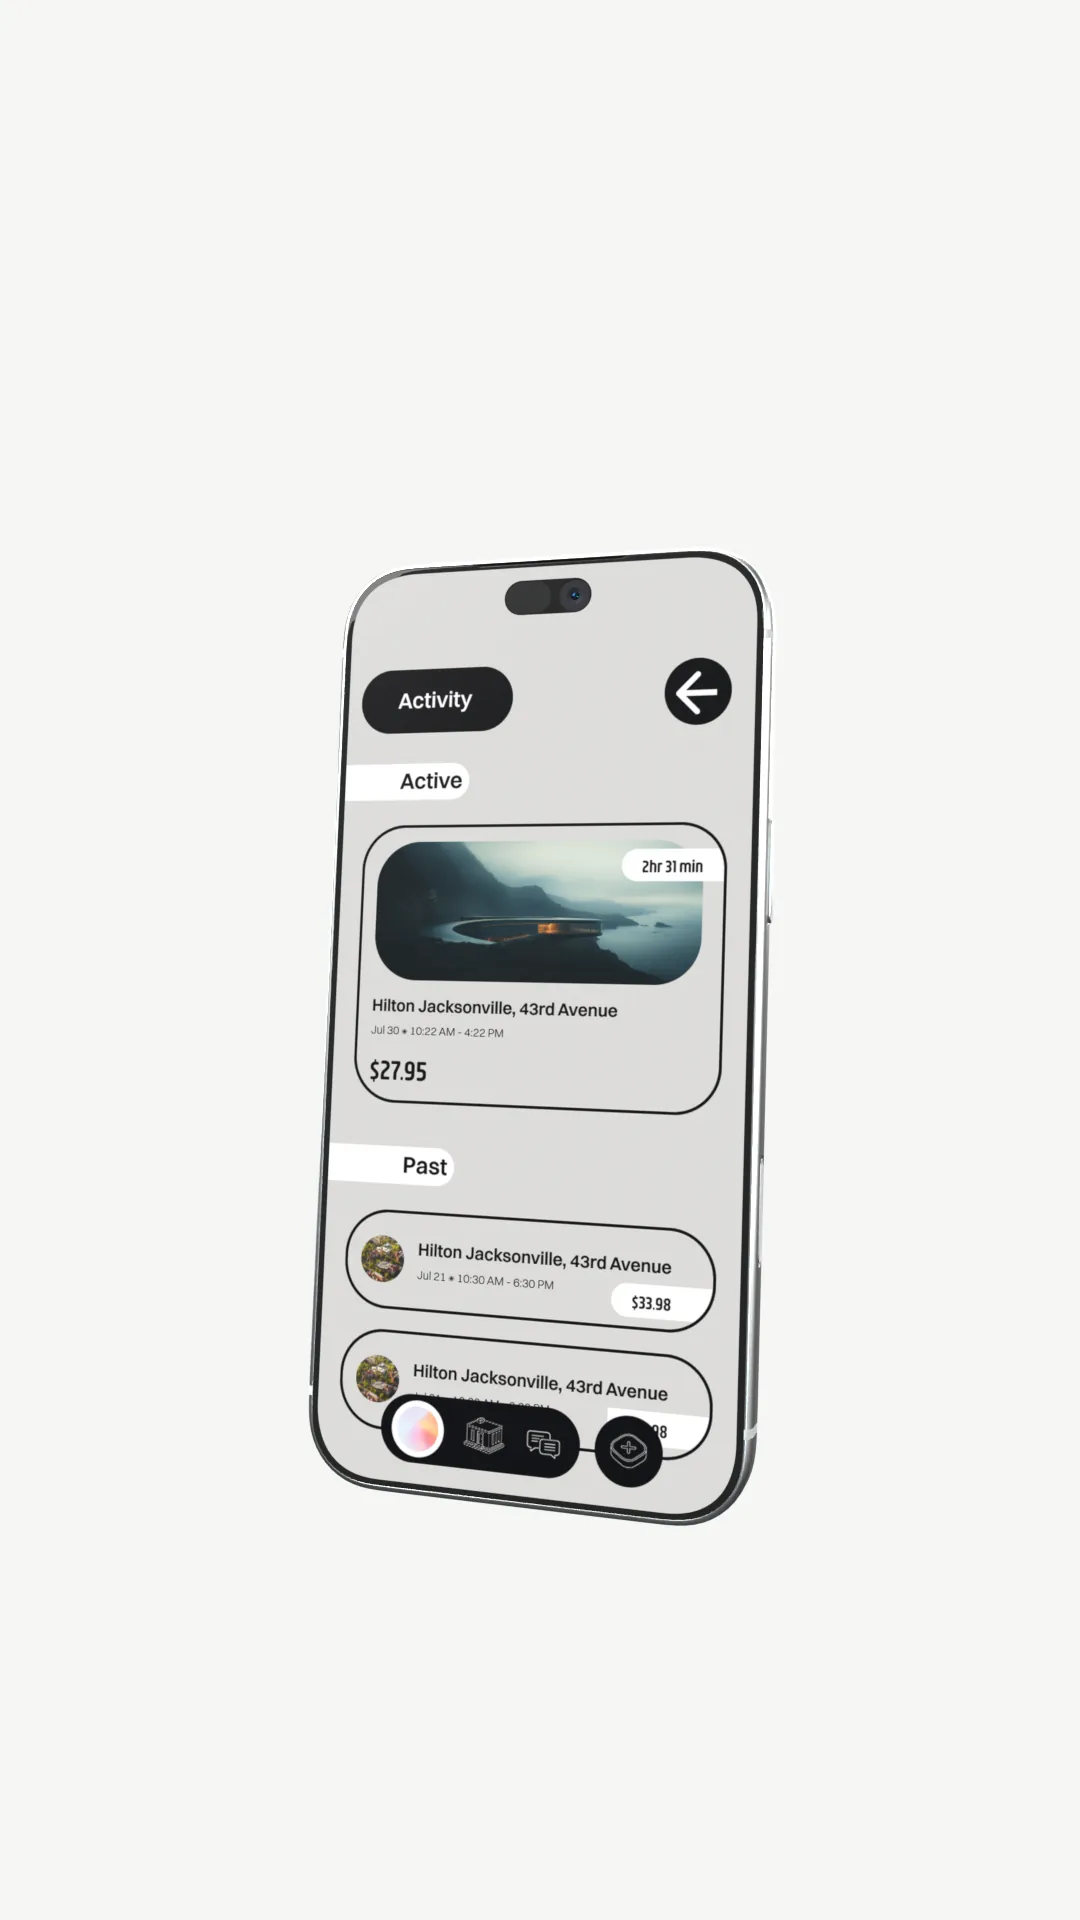 Activity
Active
2hr 31 min
Hilton Jacksonville, 43rd Avenue
Jul 30 • 10:22 AM - 4:22 PM
$27.95
Past
Hilton Jacksonville, 43rd Avenue
Jul 21 • 10:30 AM - 6:30 PM
$33.98
Hilton Jacksonville, 43rd Avenue
98